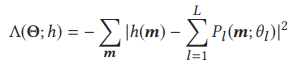 Λ(Θ; h) = − ∑_m |h(m) − ∑_{l=1}^{L} P_l(m; θ_l)|²